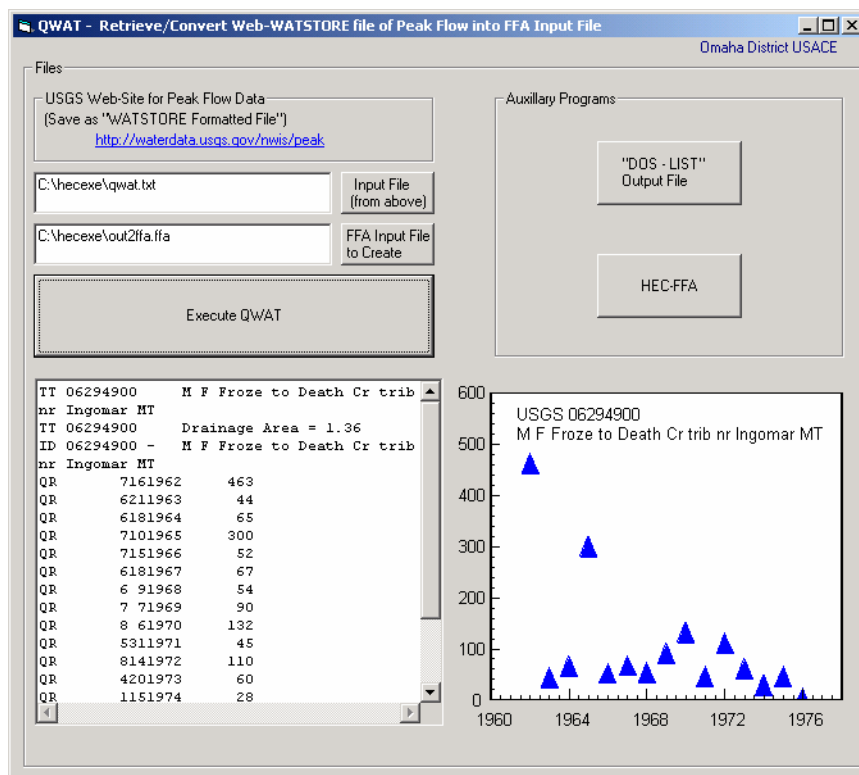 QWAT - Retrieve/Convert Web-WATSTORE file of Peak Flow into FFA Input File
Omaha District USACE
Files
USGS Web-Site for Peak Flow Data
(Save as "WATSTORE Formatted File")
http://waterdata.usgs.gov/nwis/peak
C:\hecexe\qwat.txt
Input File
(from above)
C:\hecexe\out2ffa.ffa
FFA Input File
to Create
Execute QWAT
Auxillary Programs
"DOS - LIST"
Output File
HEC-FFA
TT 06294900 M F Froze to Death Cr trib
nr Ingomar MT
TT 06294900 Drainage Area = 1.36
ID 06294900 - M F Froze to Death Cr trib
nr Ingomar MT
QR 7161962 463
QR 6211963 44
QR 6181964 65
QR 7101965 300
QR 7151966 52
QR 6181967 67
QR 6 91968 54
QR 7 71969 90
QR 8 61970 132
QR 5311971 45
QR 8141972 110
QR 4201973 60
QR 1151974 28
USGS 06294900
M F Froze to Death Cr trib nr Ingomar MT
600
500
400
300
200
100
0
1960 1964 1968 1972 1976